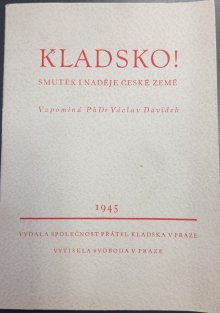 KLADSKO!
SMUTEK I NADĚJE ČESKÉ ZEMĚ
Vzpomíná PhDr Václav Davídek
1945
VYDALA SPOLEČNOST PŘÁTEL KLADSKA V PRAZE
VYTISKLA SVOBODA V PRAZE